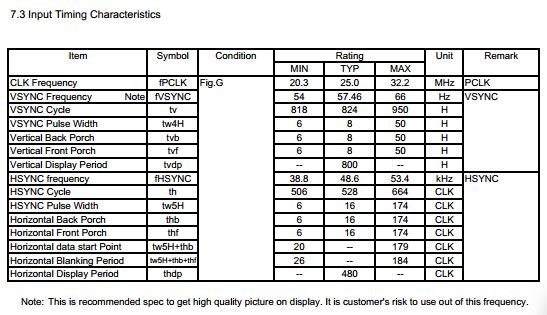 7.3 Input Timing Characteristics
Item Symbol Condition Rating Unit Remark
MIN TYP MAX
CLK Frequency fPCLK Fig.G 20.3 25.0 32.2 MHz PCLK
VSYNC Frequency Note fVSYNC 54 57.46 66 Hz VSYNC
VSYNC Cycle tv 818 824 950 H
VSYNC Pulse Width tw4H 6 8 50 H
Vertical Back Porch tvb 6 8 50 H
Vertical Front Porch tvf 6 8 50 H
Vertical Display Period tvdp -- 800 -- H
HSYNC frequency fHSYNC 38.8 48.6 53.4 kHz HSYNC
HSYNC Cycle th 506 528 664 CLK
HSYNC Pulse Width tw5H 6 16 174 CLK
Horizontal Back Porch thb 6 16 174 CLK
Horizontal Front Porch thf 6 16 174 CLK
Horizontal data start Point tw5H+thb 20 -- 179 CLK
Horizontal Blanking Period tw5H+thb+thf 26 -- 184 CLK
Horizontal Display Period thdp -- 480 -- CLK
Note: This is recommended spec to get high quality picture on display. It is customer's risk to use out of this frequency.